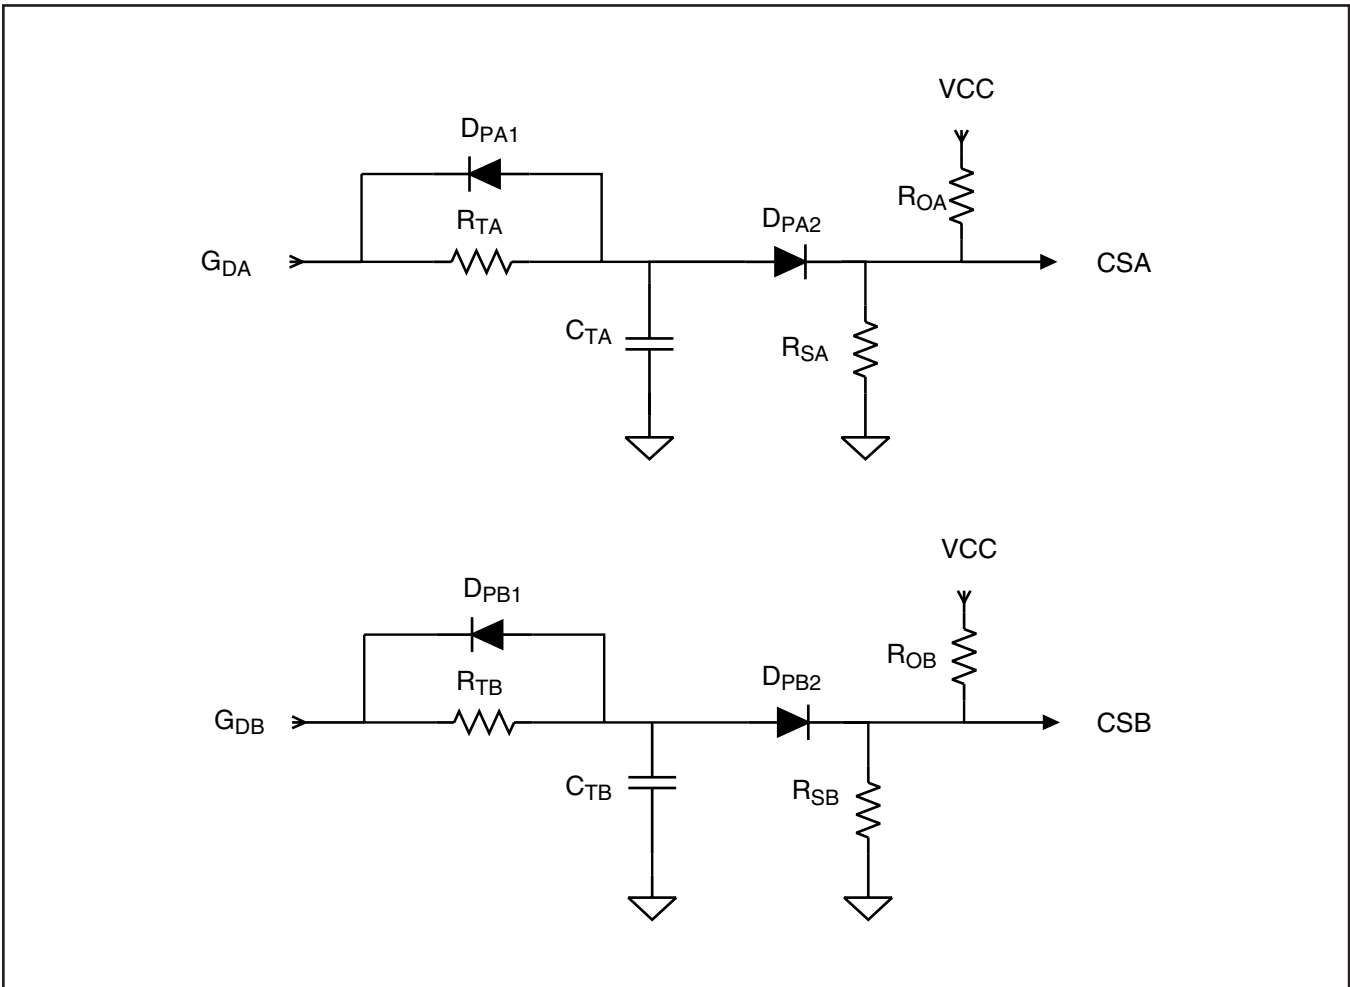 VCC
DPA1
ROA
RTA
DPA2
GDA
CSA
CTA
RSA
VCC
DPB1
ROB
RTB
DPB2
GDB
CSB
CTB
RSB